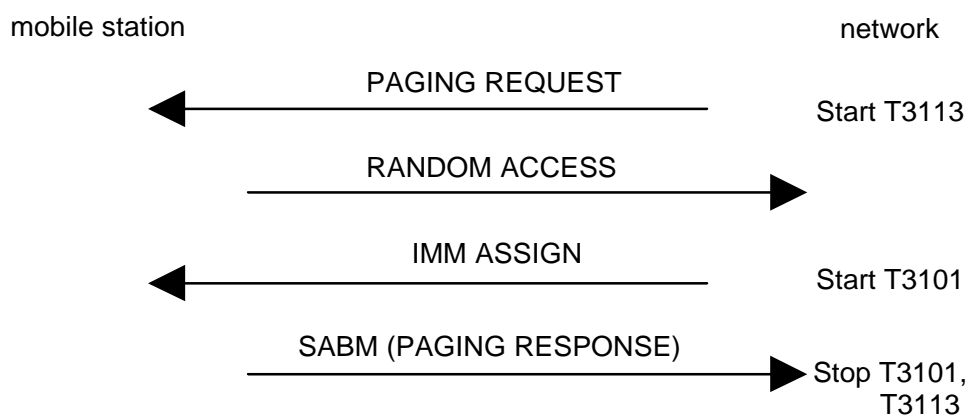 mobile station
network
PAGING REQUEST
Start T3113
RANDOM ACCESS
IMM ASSIGN
Start T3101
SABM (PAGING RESPONSE)
Stop T3101,
T3113